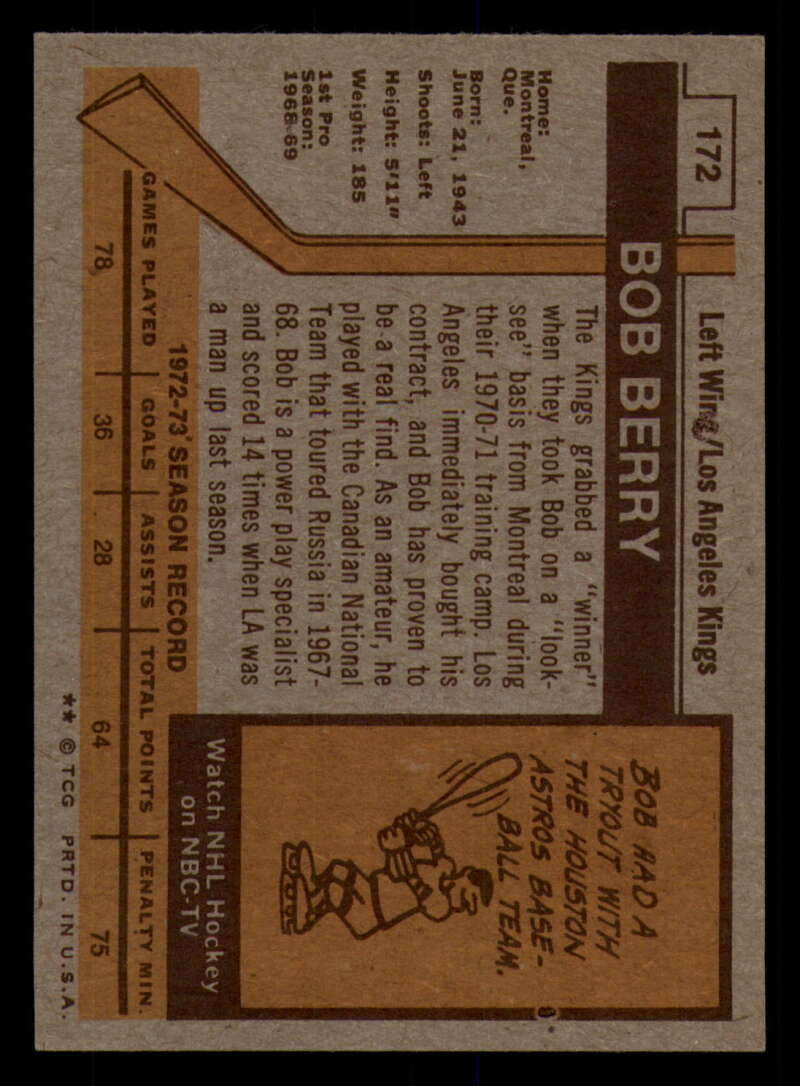 172
Left Wing/Los Angeles Kings
BOB BERRY
Home:
Montreal,
Que.
Born:
June 21, 1943
Shoots: Left
Height: 5'11"
Weight: 185
1st Pro
Season:
1968-69
The Kings grabbed a "winner"
when they took Bob on a "look-
see" basis from Montreal during
their 1970-71 training camp. Los
Angeles immediately bought his
contract, and Bob has proven to
be a real find. As an amateur, he
played with the Canadian National
Team that toured Russia in 1967-
68. Bob is a power play specialist
and scored 14 times when LA was
a man up last season.
BOB HAD A
TRYOUT WITH
THE HOUSTON
ASTROS BASE-
BALL TEAM.
Watch NHL Hockey
on NBC-TV
1972-73 SEASON RECORD
GAMES PLAYED GOALS ASSISTS TOTAL POINTS PENALTY MIN.
78 36 28 64 75
** © TCG PRTD. IN U.S.A.